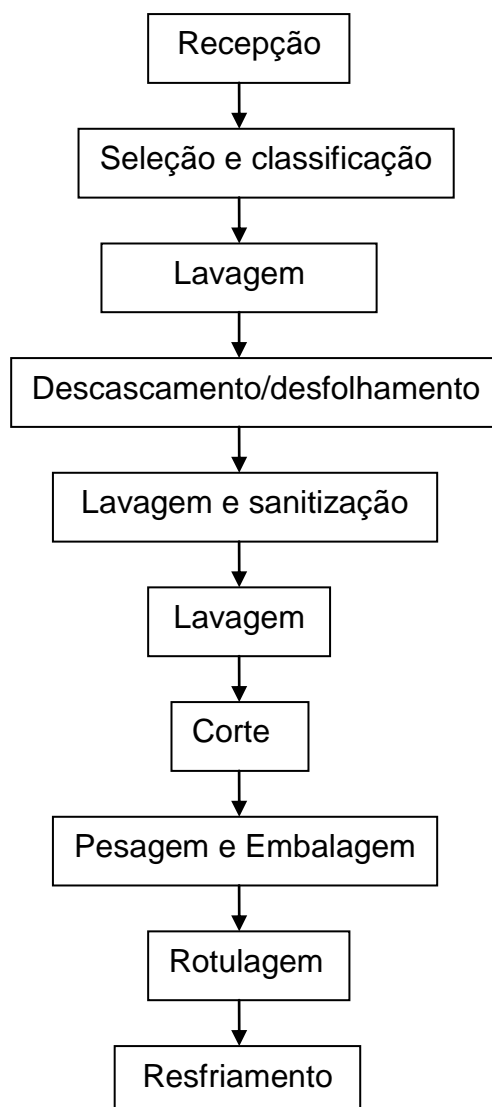 Recepção
Seleção e classificação
Lavagem
Descascamento/desfolhamento
Lavagem e sanitização
Lavagem
Corte
Pesagem e Embalagem
Rotulagem
Resfriamento